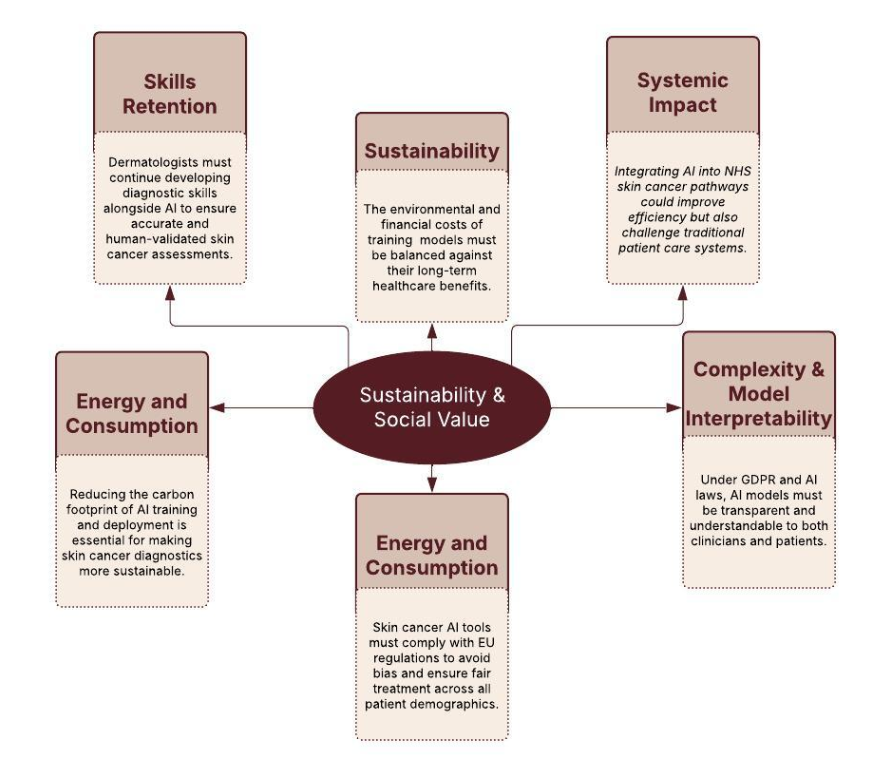 Skills
Retention
Dermatologists must
continue developing
diagnostic skills
alongside AI to ensure
accurate and
human-validated skin
cancer assessments.
Sustainability
The environmental and
financial costs of
training models must
be balanced against
their long-term
healthcare benefits.
Systemic
Impact
Integrating AI into NHS
skin cancer pathways
could improve
efficiency but also
challenge traditional
patient care systems.
Sustainability &
Social Value
Energy and
Consumption
Reducing the carbon
footprint of AI training
and deployment is
essential for making
skin cancer diagnostics
more sustainable.
Complexity &
Model
Interpretability
Under GDPR and AI
laws, AI models must
be transparent and
understandable to both
clinicians and patients.
Energy and
Consumption
Skin cancer AI tools
must comply with EU
regulations to avoid
bias and ensure fair
treatment across all
patient demographics.